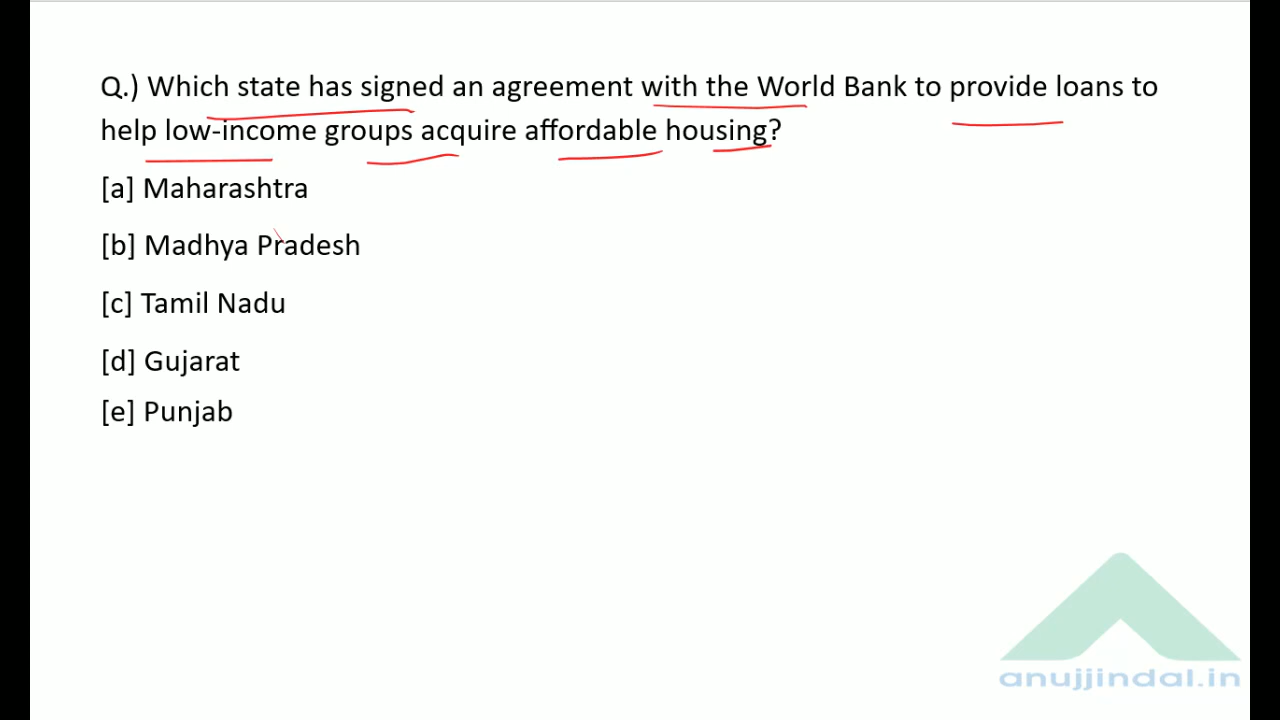 Q.) Which state has signed an agreement with the World Bank to provide loans to
help low-income groups acquire affordable housing?
[a] Maharashtra
[b] Madhya Pradesh
[c] Tamil Nadu
[d] Gujarat
[e] Punjab
anujjindal.in